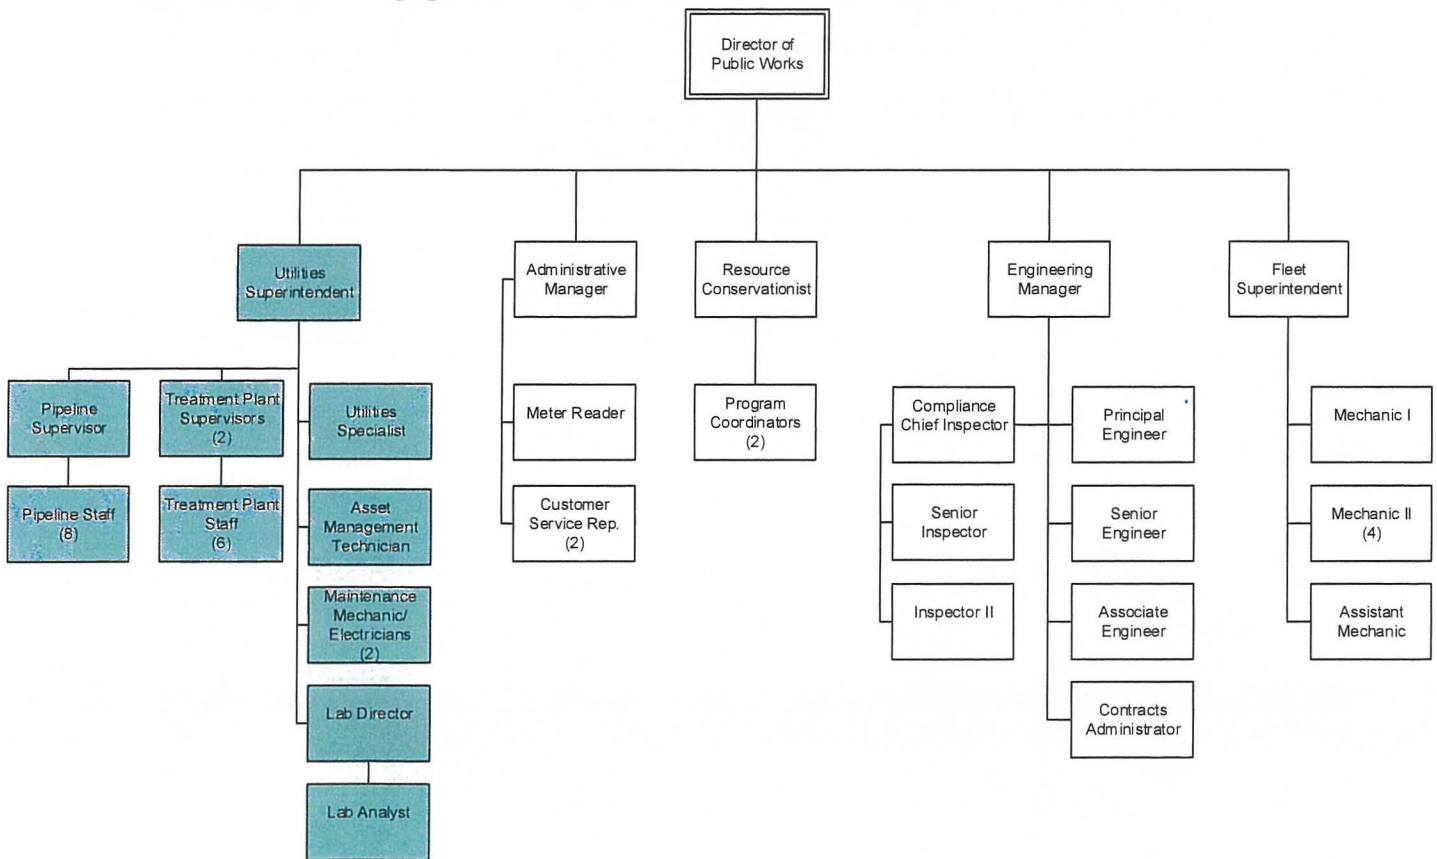 Director of
Public Works
Utilities
Superintendent
Administrative
Manager
Resource
Conservationist
Engineering
Manager
Fleet
Superintendent
Pipeline
Supervisor
Treatment Plant
Supervisors
(2)
Utilities
Specialist
Pipeline Staff
(8)
Treatment Plant
Staff
(6)
Asset
Management
Technician
Maintenance
Mechanic/
Electricians
(2)
Lab Director
Lab Analyst
Meter Reader
Customer
Service Rep.
(2)
Program
Coordinators
(2)
Compliance
Chief Inspector
Senior
Inspector
Inspector II
Principal
Engineer
Senior
Engineer
Associate
Engineer
Contracts
Administrator
Mechanic I
Mechanic II
(4)
Assistant
Mechanic